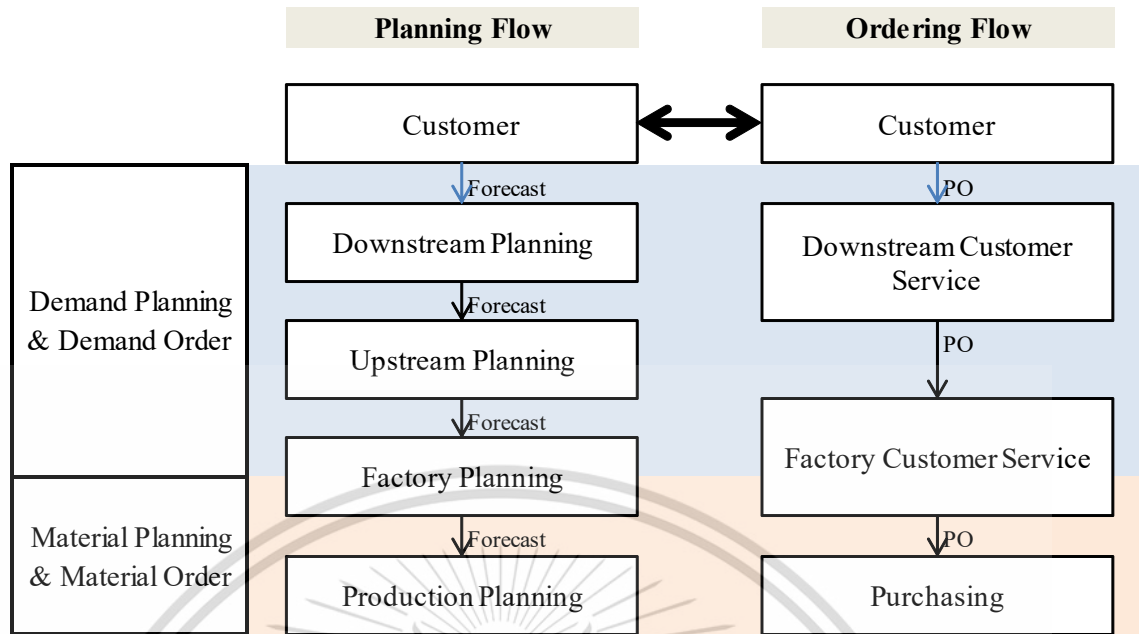 Planning Flow
Ordering Flow
Customer
Customer
Forecast
PO
Downstream Planning
Downstream Customer
Service
Demand Planning
& Demand Order
Forecast
Upstream Planning
PO
Forecast
Factory Planning
Factory Customer Service
Material Planning
& Material Order
Forecast
PO
Production Planning
Purchasing